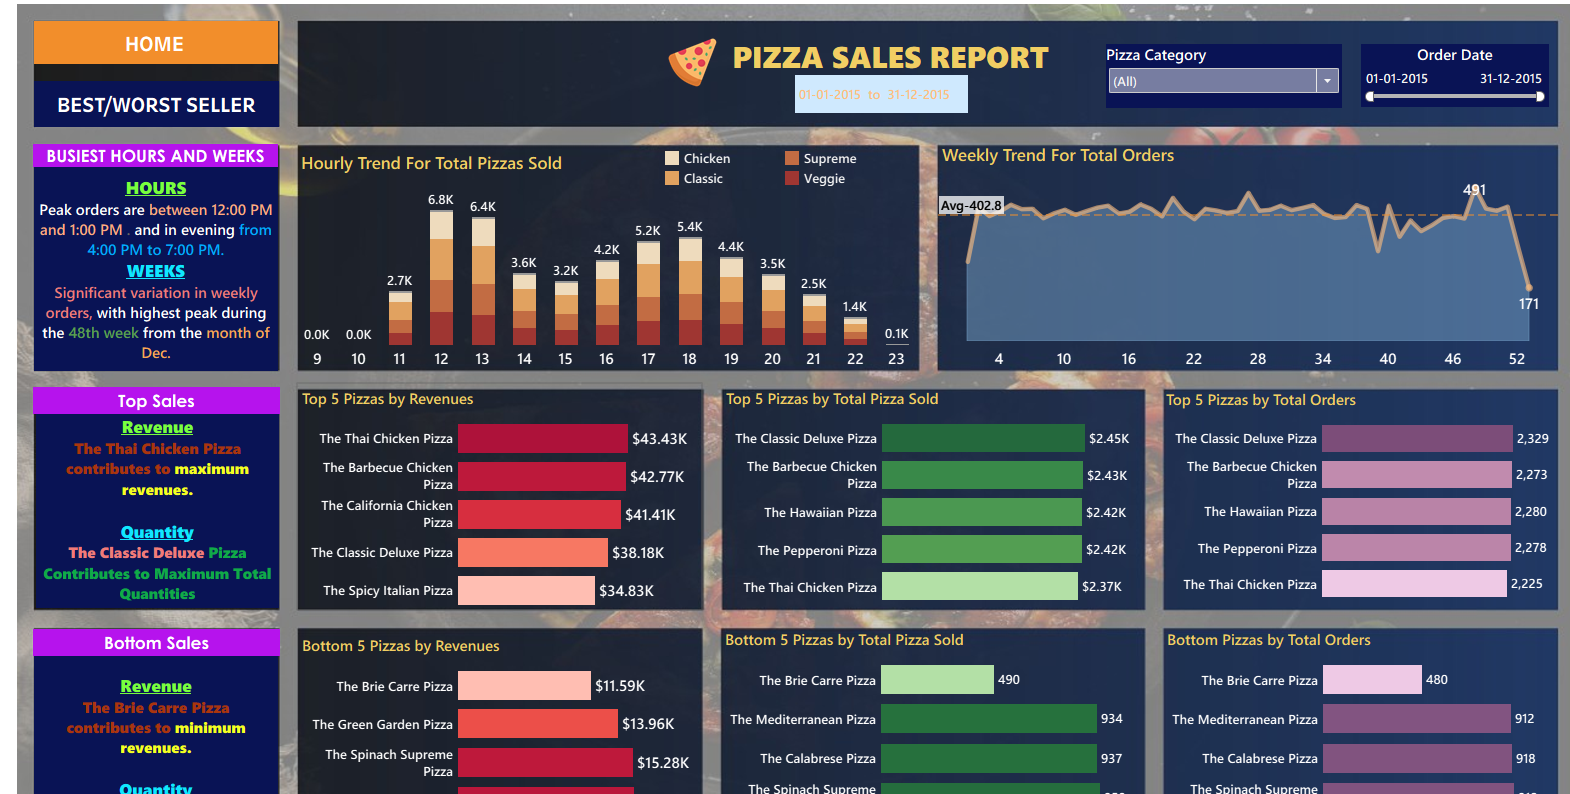 HOME
BEST/WORST SELLER
PIZZA SALES REPORT
01-01-2015 to 31-12-2015
Pizza Category
(All)
Order Date
01-01-2015 31-12-2015
BUSIEST HOURS AND WEEKS
HOURS
Peak orders are between 12:00 PM
and 1:00 PM . and in evening from
4:00 PM to 7:00 PM.
WEEKS
Significant variation in weekly
orders, with highest peak during
the 48th week from the month of
Dec.
Hourly Trend For Total Pizzas Sold
Chicken
Classic
Supreme
Veggie
0.0K 0.0K 2.7K 6.8K 6.4K 3.6K 3.2K 4.2K 5.2K 5.4K 4.4K 3.5K 2.5K 1.4K 0.1K
9 10 11 12 13 14 15 16 17 18 19 20 21 22 23
Weekly Trend For Total Orders
Avg-402.8
491
171
4 10 16 22 28 34 40 46 52
Top Sales
Revenue
The Thai Chicken Pizza
contributes to maximum
revenues.
Quantity
The Classic Deluxe Pizza
Contributes to Maximum Total
Quantities
Top 5 Pizzas by Revenues
The Thai Chicken Pizza $43.43K
The Barbecue Chicken
Pizza $42.77K
The California Chicken
Pizza $41.41K
The Classic Deluxe Pizza $38.18K
The Spicy Italian Pizza $34.83K
Top 5 Pizzas by Total Pizza Sold
The Classic Deluxe Pizza $2.45K
The Barbecue Chicken
Pizza $2.43K
The Hawaiian Pizza $2.42K
The Pepperoni Pizza $2.42K
The Thai Chicken Pizza $2.37K
Top 5 Pizzas by Total Orders
The Classic Deluxe Pizza 2,329
The Barbecue Chicken
Pizza 2,273
The Hawaiian Pizza 2,280
The Pepperoni Pizza 2,278
The Thai Chicken Pizza 2,225
Bottom Sales
Revenue
The Brie Carre Pizza
contributes to minimum
revenues.
Quantity
Bottom 5 Pizzas by Revenues
The Brie Carre Pizza $11.59K
The Green Garden Pizza $13.96K
The Spinach Supreme
Pizza $15.28K
Bottom 5 Pizzas by Total Pizza Sold
The Brie Carre Pizza 490
The Mediterranean Pizza 934
The Calabrese Pizza 937
The Spinach Supreme
Bottom Pizzas by Total Orders
The Brie Carre Pizza 480
The Mediterranean Pizza 912
The Calabrese Pizza 918
The Spinach Supreme